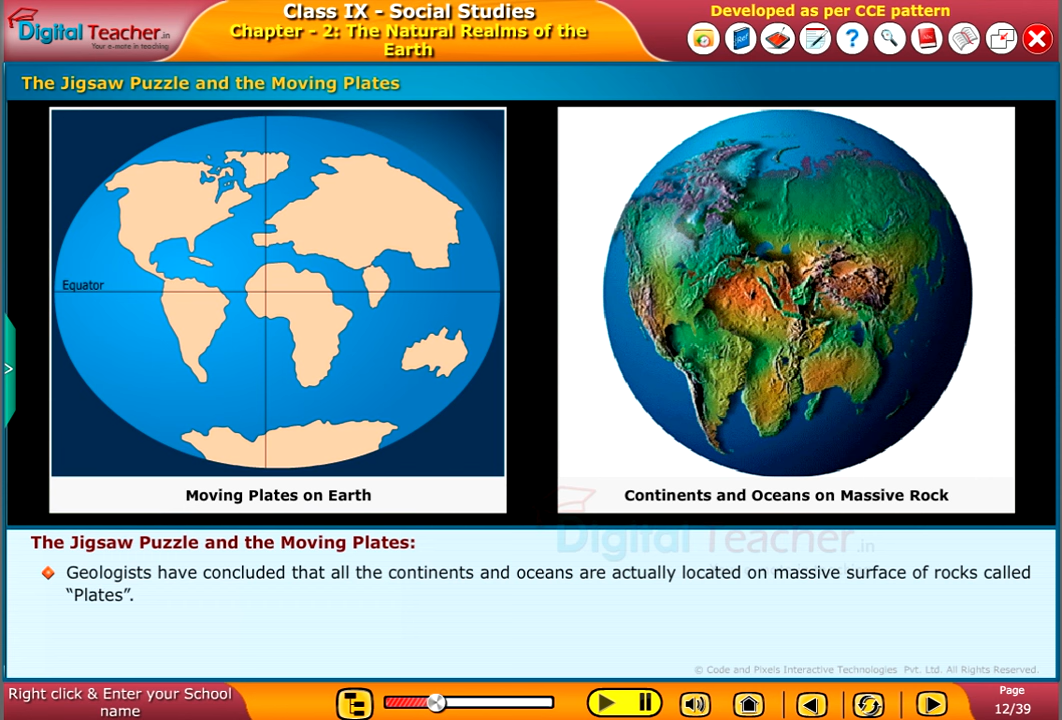 Digital Teacher.in
Your e-mate in teaching
Class IX - Social Studies
Chapter - 2: The Natural Realms of the
Earth
Developed as per CCE pattern
Ref
?
The Jigsaw Puzzle and the Moving Plates
Equator
Moving Plates on Earth
Continents and Oceans on Massive Rock
Digital Teacher.in
The Jigsaw Puzzle and the Moving Plates:
Geologists have concluded that all the continents and oceans are actually located on massive surface of rocks called
“Plates”.
© Code and Pixels Interactive Technologies Pvt. Ltd. All Rights Reserved.
Right click & Enter your School
name
Page
12/39